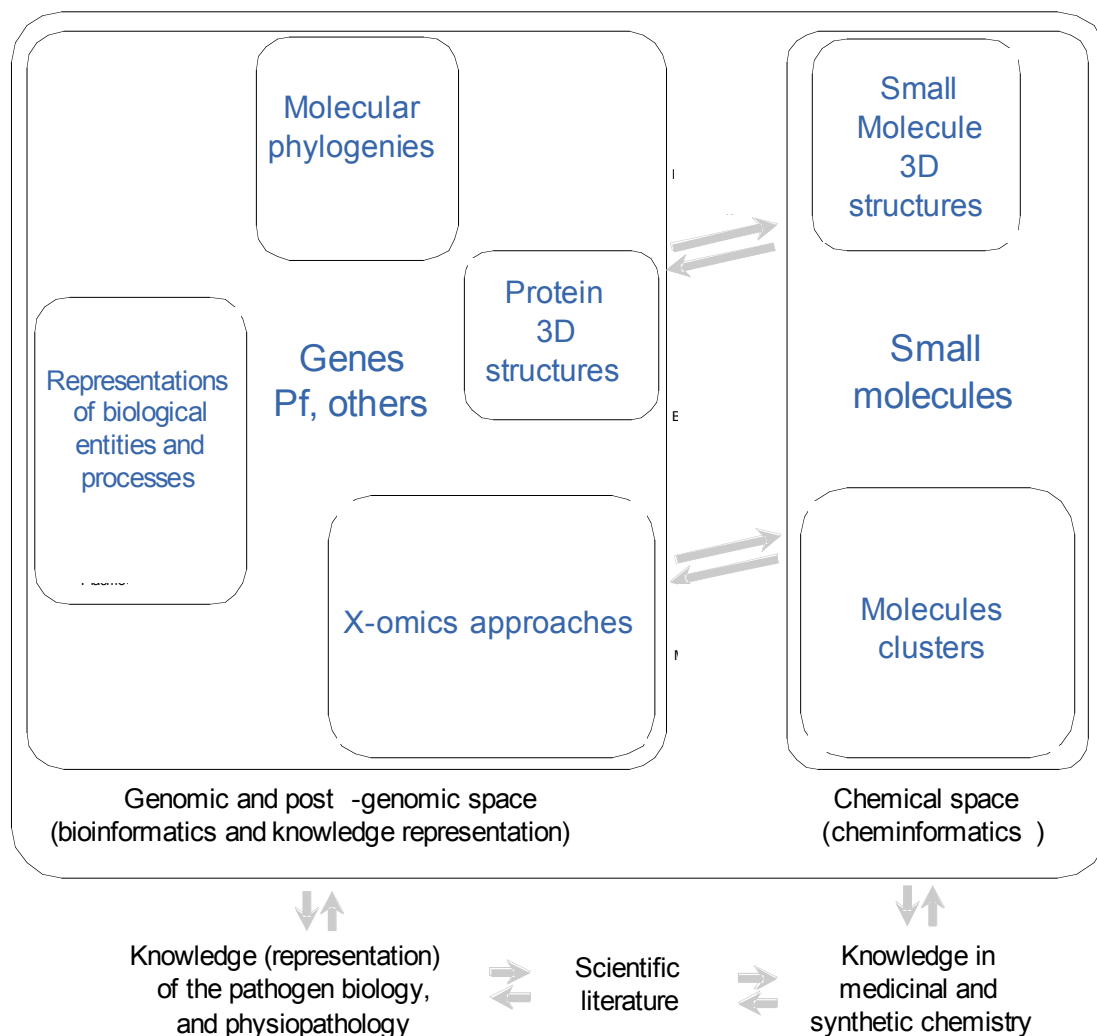 Molecular
phylogenies
Small
Molecule
3D
structures
Protein
3D
structures
Genes
Pf, others
Representations
of biological
entities and
processes
Small
molecules
X-omics approaches
Molecules
clusters
Genomic and post -genomic space
(bioinformatics and knowledge representation)
Chemical space
(cheminformatics )
Knowledge (representation)
of the pathogen biology,
and physiopathology
Scientific
literature
Knowledge in
medicinal and
synthetic chemistry